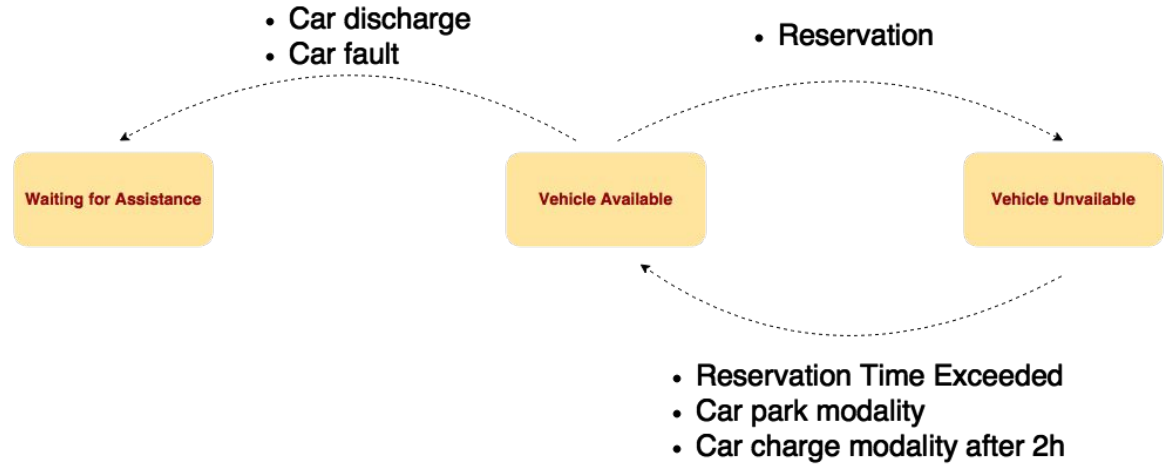 • Car discharge
• Car fault
• Reservation
Waiting for Assistance
Vehicle Available
Vehicle Unvailable
• Reservation Time Exceeded
• Car park modality
• Car charge modality after 2h